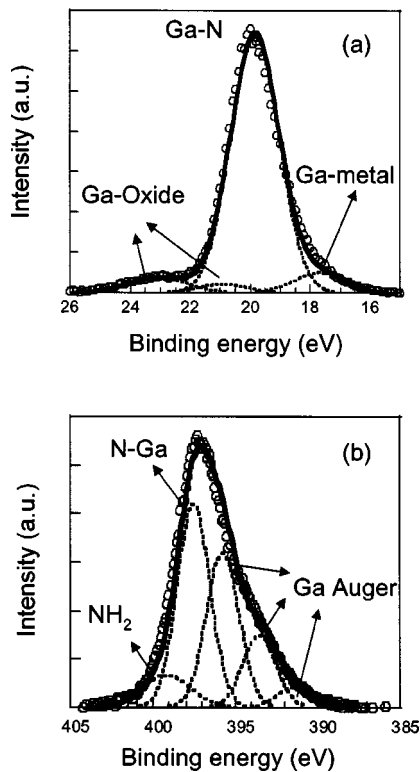 Ga-N
(a)
Ga-Oxide
Ga-metal
Intensity (a.u.)
26 24 22 20 18 16
Binding energy (eV)
N-Ga
(b)
Ga Auger
NH2
Intensity (a.u.)
405 400 395 390 385
Binding energy (eV)